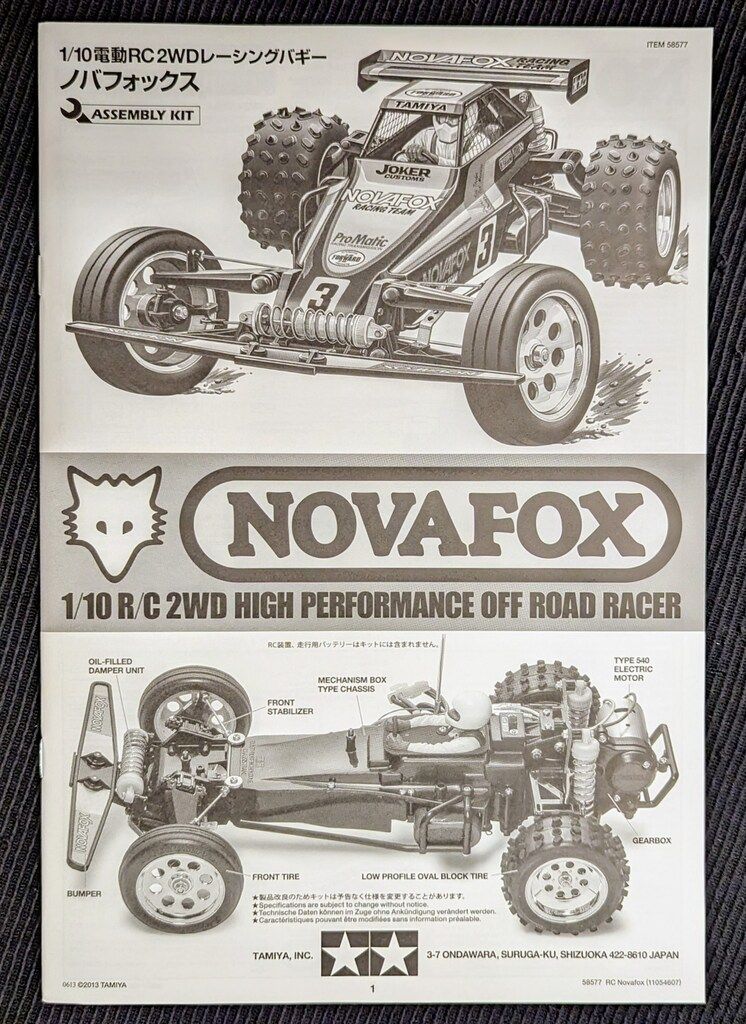 1/10電動RC 2WDレーシングバギー
ITEM 58577
ノバフォックス
ASSEMBLY KIT
NOVAFOX RACING TEAM
FORWARD
TAMIYA
JOKER
CUSTOMS
NOVAFOX
RACING TEAM
ProMatic
FORWARD
NOVAFOX
3
3
NOVAFOX
1/10 R/C 2WD HIGH PERFORMANCE OFF ROAD RACER
RC装置、走行用バッテリーはキットには含まれません。
OIL-FILLED
DAMPER UNIT
FRONT
STABILIZER
MECHANISM BOX
TYPE CHASSIS
TYPE 540
ELECTRIC
MOTOR
NOVAFOX
NOVAFOX
GEARBOX
BUMPER
FRONT TIRE
LOW PROFILE OVAL BLOCK TIRE
★製品改良のためキットは予告なく仕様を変更することがあります。
★Specifications are subject to change without notice.
★Technische Daten können im Zuge ohne Ankündigung verändert werden.
★Caractéristiques pouvant être modifiées sans information préalable.
TAMIYA, INC.
3-7 ONDAWARA, SURUGA-KU, SHIZUOKA 422-8610 JAPAN
0613 ©2013 TAMIYA
1
58577 RC Novafox (11054607)